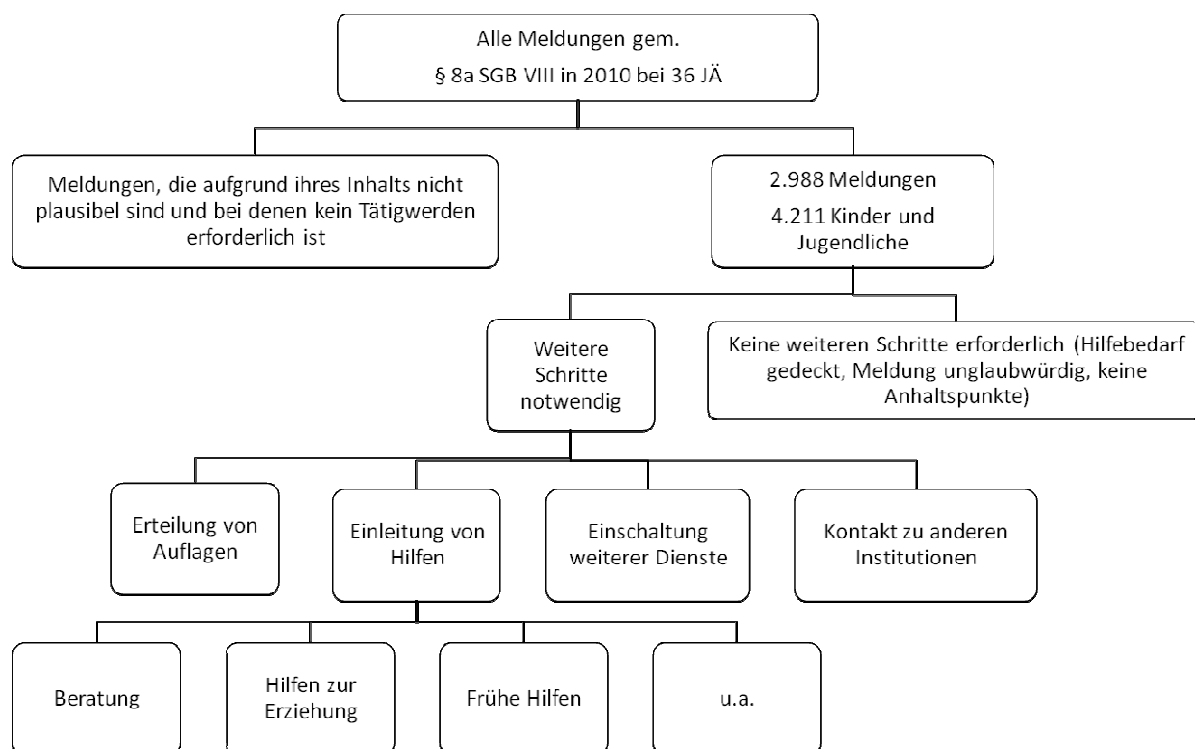 Alle Meldungen gem.
§ 8a SGB VIII in 2010 bei 36 JÄ
Meldungen, die aufgrund ihres Inhalts nicht
plausibel sind und bei denen kein Tätigwerden
erforderlich ist
2.988 Meldungen
4.211 Kinder und
Jugendliche
Weitere
Schritte
notwendig
Keine weiteren Schritte erforderlich (Hilfebedarf
gedeckt, Meldung unglaubwürdig, keine
Anhaltspunkte)
Erteilung von
Auflagen
Einleitung von
Hilfen
Einschaltung
weiterer Dienste
Kontakt zu anderen
Institutionen
Beratung
Hilfen zur
Erziehung
Frühe Hilfen
u.a.